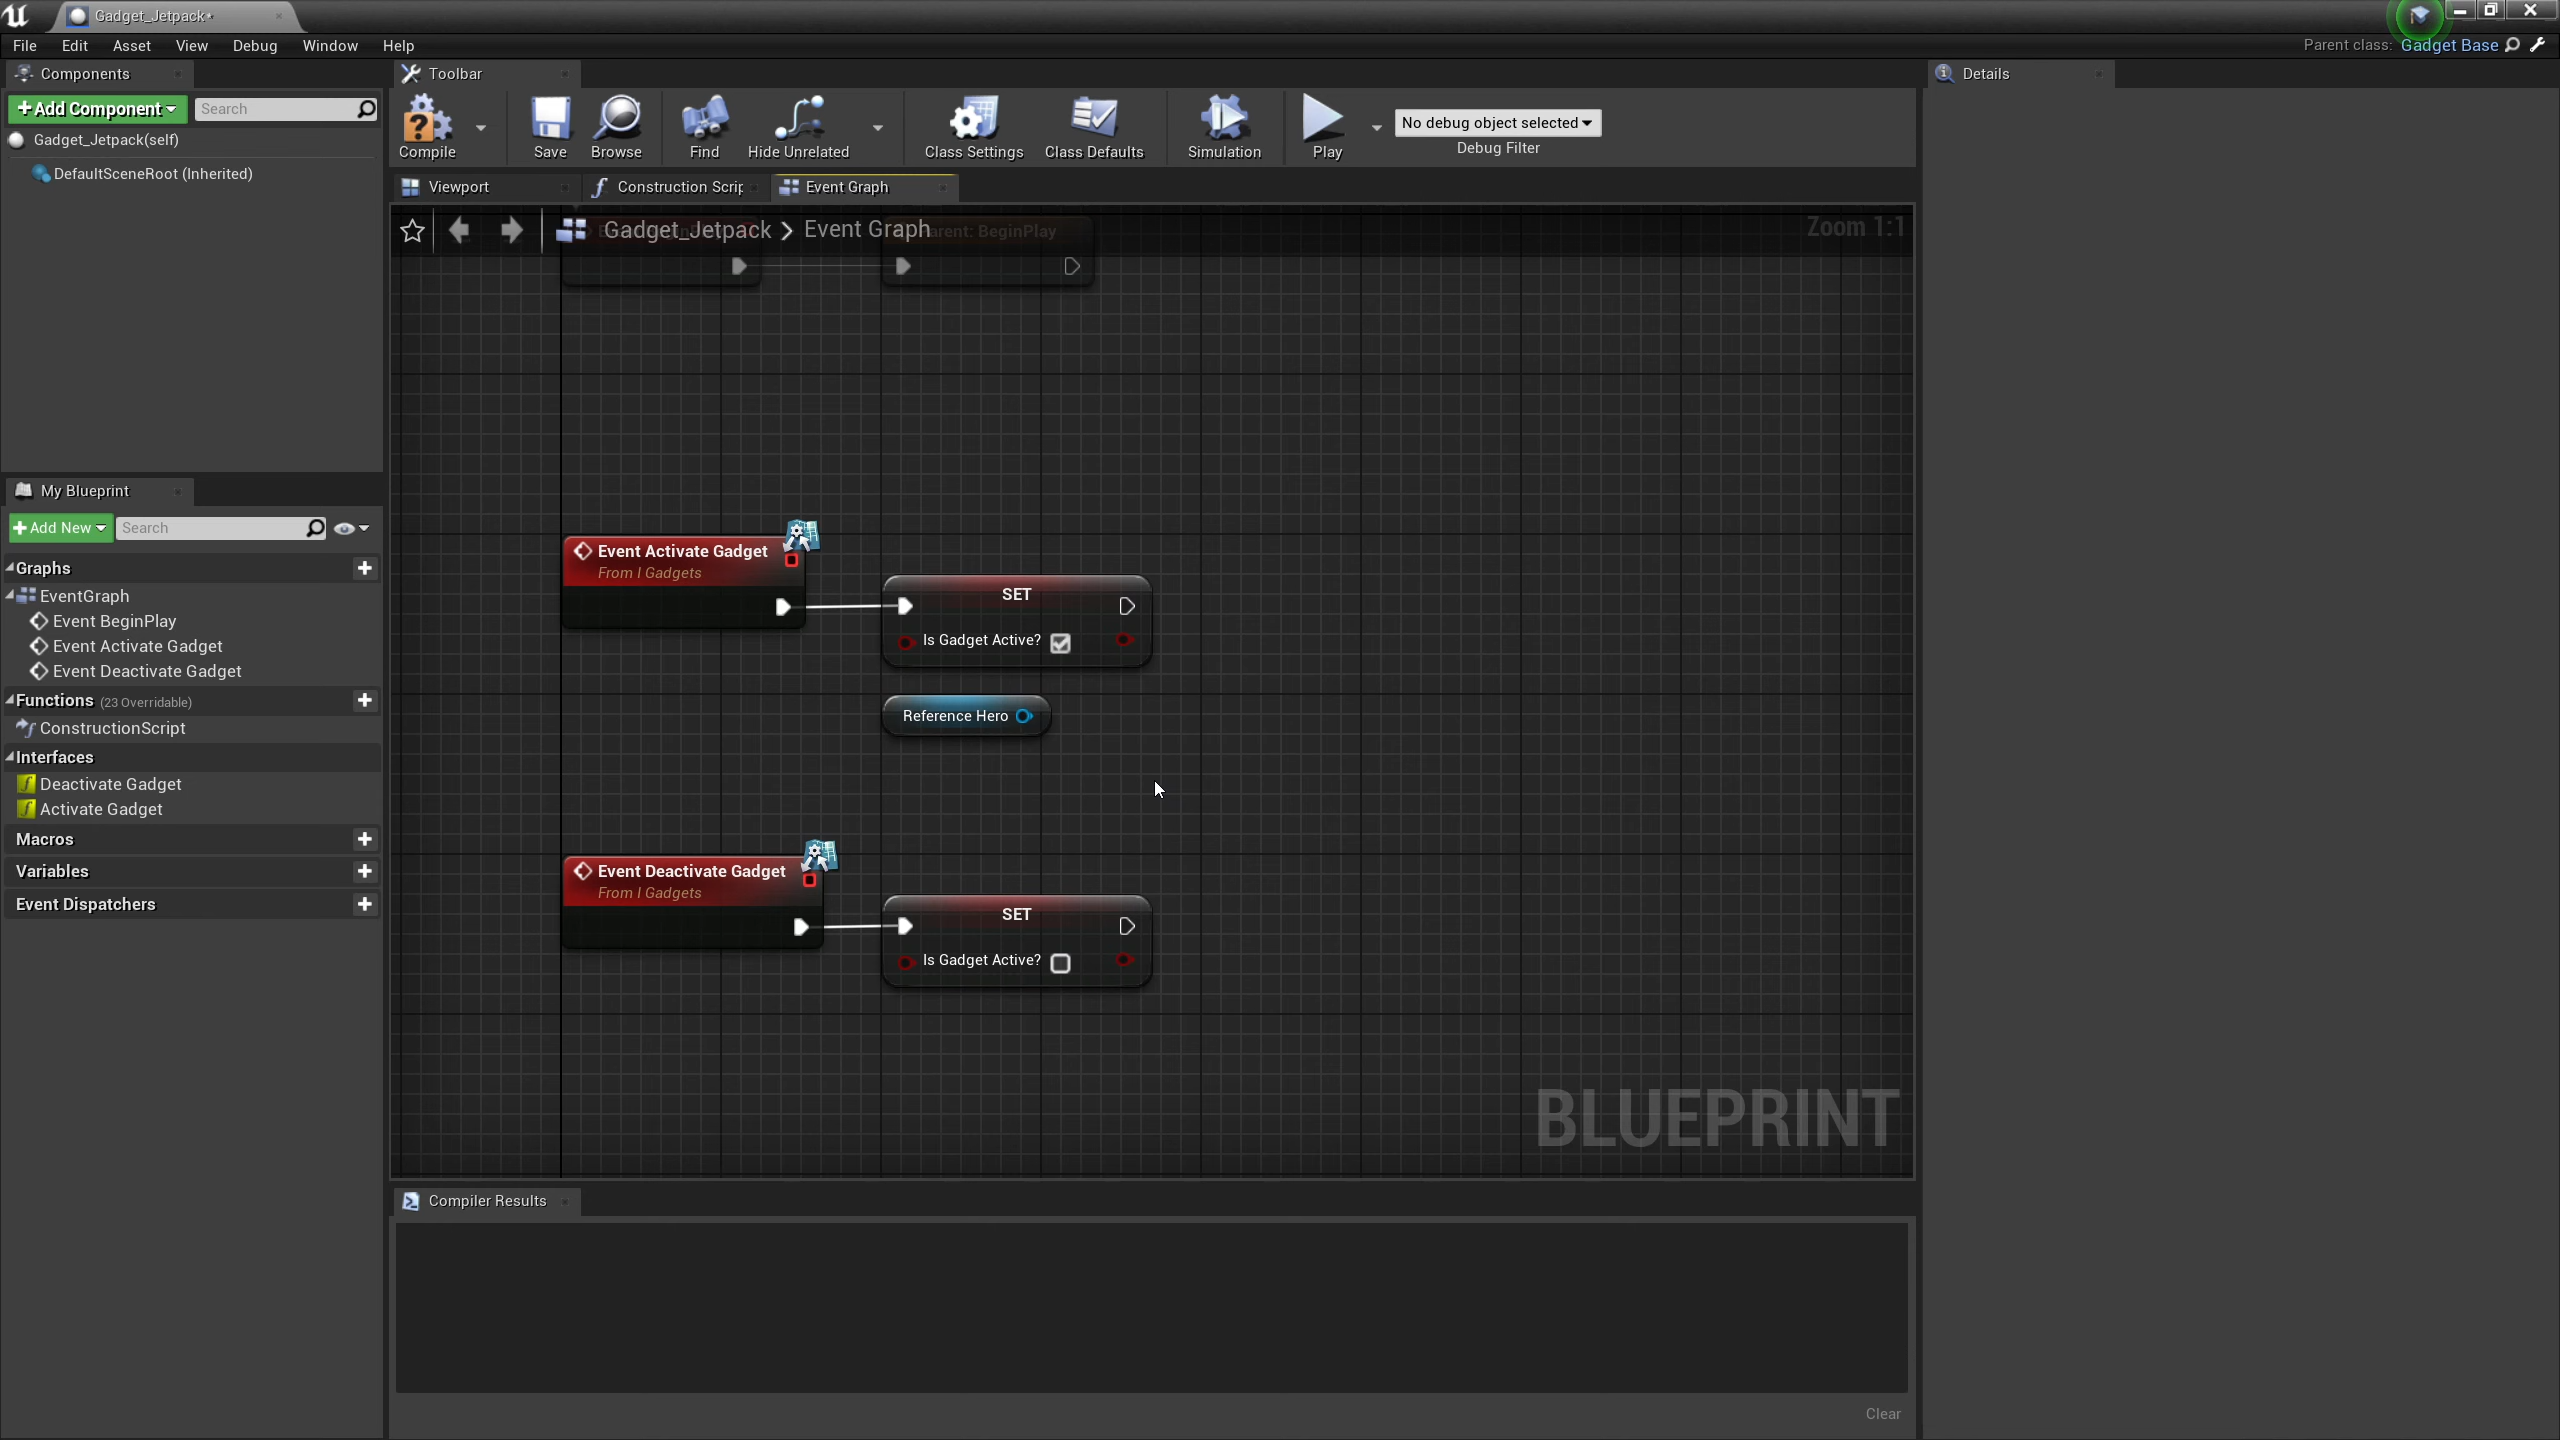 Gadget_Jetpack*
File Edit Asset View Debug Window Help
Parent class: Gadget Base
Components
+Add Component
Search
Gadget_Jetpack(self)
DefaultSceneRoot (Inherited)
My Blueprint
+Add New
Search
Graphs
EventGraph
Event BeginPlay
Event Activate Gadget
Event Deactivate Gadget
Functions (23 Overridable)
ConstructionScript
Interfaces
Deactivate Gadget
Activate Gadget
Macros
Variables
Event Dispatchers
Toolbar
Compile
Save
Browse
Find
Hide Unrelated
Class Settings
Class Defaults
Simulation
Play
No debug object selected
Debug Filter
Viewport
Construction Scrip
Event Graph
Gadget_Jetpack > Event Graph
Parent: BeginPlay
Zoom 1:1
Event Activate Gadget
From I Gadgets
SET
Is Gadget Active?
Reference Hero
Event Deactivate Gadget
From I Gadgets
SET
Is Gadget Active?
BLUEPRINT
Compiler Results
Clear
Details